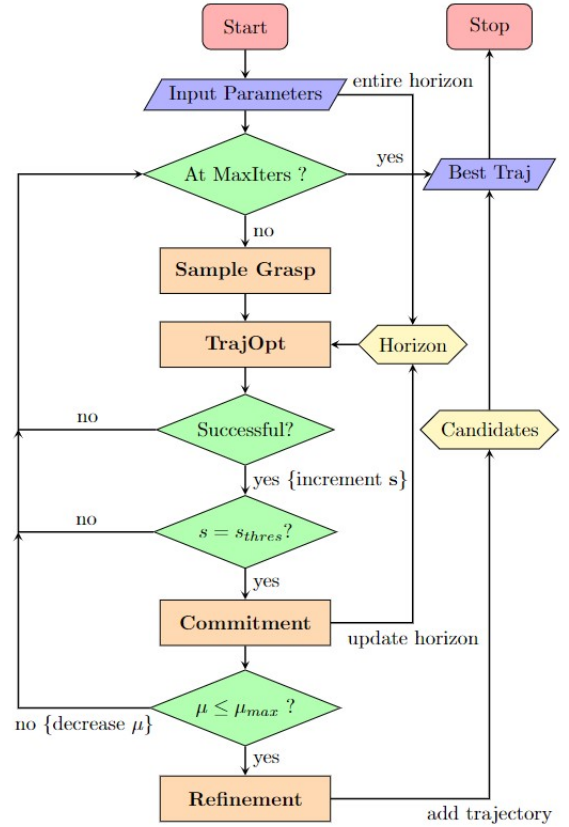 Start
Stop
Input Parameters
entire horizon
At MaxIters ?
yes
Best Traj
no
Sample Grasp
TrajOpt
Horizon
Successful?
no
Candidates
yes {increment s}
s = s_thres?
no
yes
Commitment
update horizon
μ ≤ μ_max ?
no {decrease μ}
yes
Refinement
add trajectory